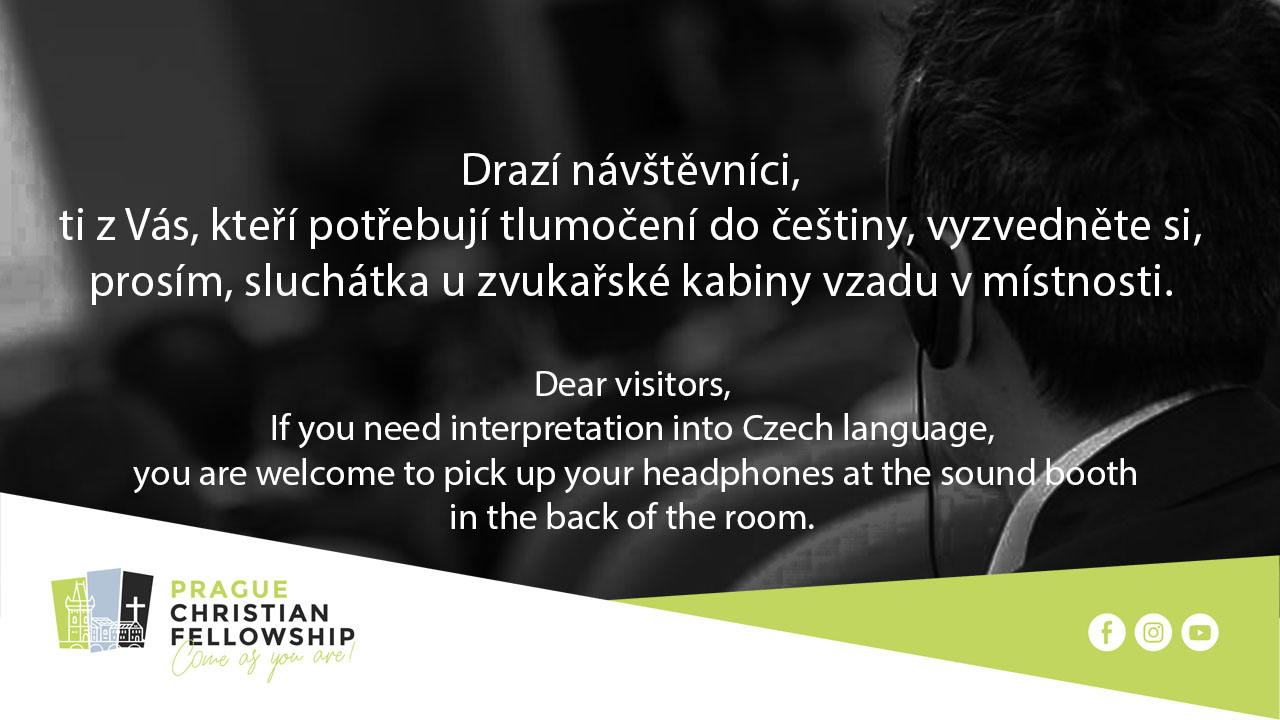 Drazí návštěvníci,
ti z Vás, kteří potřebují tlumočení do češtiny, vyzvedněte si,
prosím, sluchátka u zvukařské kabiny vzadu v místnosti.
Dear visitors,
If you need interpretation into Czech language,
you are welcome to pick up your headphones at the sound booth
in the back of the room.
PRAGUE
CHRISTIAN
FELLOWSHIP
Come as you are!